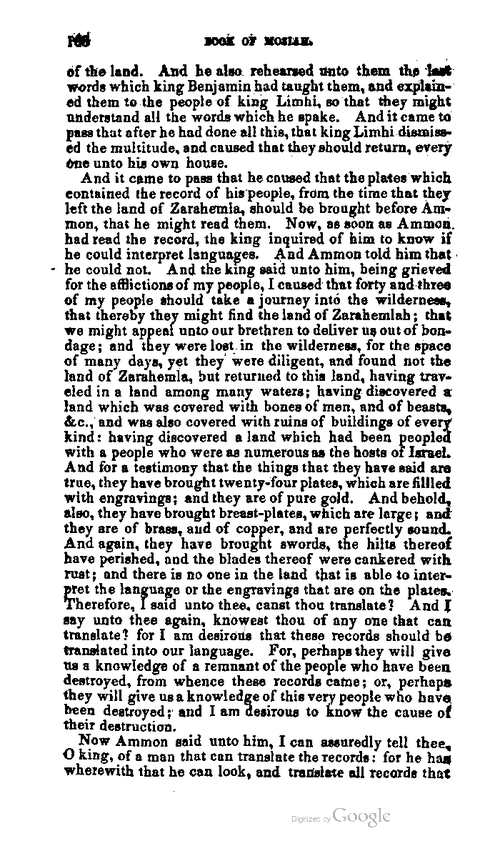 BOOK OF MOSIAH.
of the land. And he also rehearsed unto them the last
words which king Benjamin had taught them, and explain-
ed them to the people of king Limhi, so that they might
understand all the words which he spake. And it came to
pass that after he had done all this, that king Limhi dismiss-
ed the multitude, and caused that they should return, every
one unto his own house.
And it came to pass that he caused that the plates which
contained the record of his people, from the time that they
left the land of Zarahemla, should be brought before Am-
mon, that he might read them. Now, as soon as Ammon
had read the record, the king inquired of him to know if
he could interpret languages. And Ammon told him that
he could not. And the king said unto him, being grieved
for the afflictions of my people, I caused that forty and three
of my people should take a journey into the wilderness,
that thereby they might find the land of Zarahemlah; that
we might appeal unto our brethren to deliver us out of bon-
dage; and they were lost in the wilderness, for the space
of many days, yet they were diligent, and found not the
land of Zarahemla, but returned to this land, having trav-
eled in a land among many waters; having discovered a
land which was covered with bones of men, and of beasts,
&c., and was also covered with ruins of buildings of every
kind: having discovered a land which had been peopled
with a people who were as numerous as the hosts of Israel.
And for a testimony that the things that they have said are
true, they have brought twenty-four plates, which are fillled
with engravings; and they are of pure gold. And behold,
also, they have brought breast-plates, which are large; and
they are of brass, and of copper, and are perfectly sound.
And again, they have brought swords, the hilts thereof
have perished, and the blades thereof were cankered with
rust; and there is no one in the land that is able to inter-
pret the language or the engravings that are on the plates.
Therefore, I said unto thee, canst thou translate? And I
say unto thee again, knowest thou of any one that can
translate? for I am desirous that these records should be
translated into our language. For, perhaps they will give
us a knowledge of a remnant of the people who have been
destroyed, from whence these records came; or, perhaps
they will give us a knowledge of this very people who have
been destroyed; and I am desirous to know the cause of
their destruction.
Now Ammon said unto him, I can assuredly tell thee,
O king, of a man that can translate the records: for he has
wherewith that he can look, and translate all records that
Digitized by Google